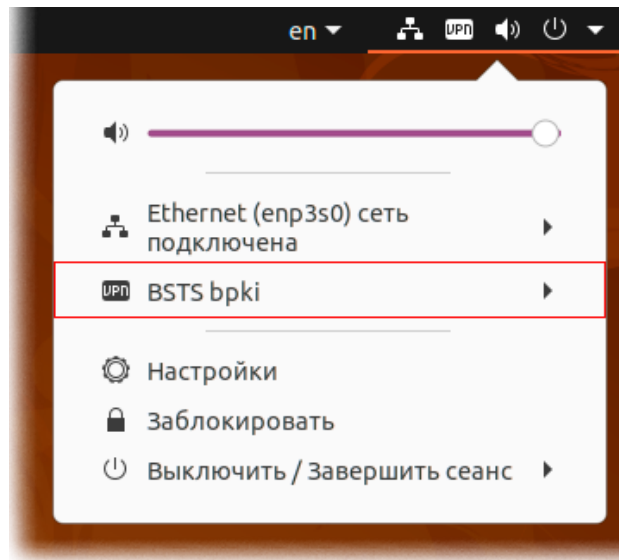 en
VPN
Ethernet (enp3s0) сеть
подключена
VPN BSTS bpki
Настройки
Заблокировать
Выключить / Завершить сеанс